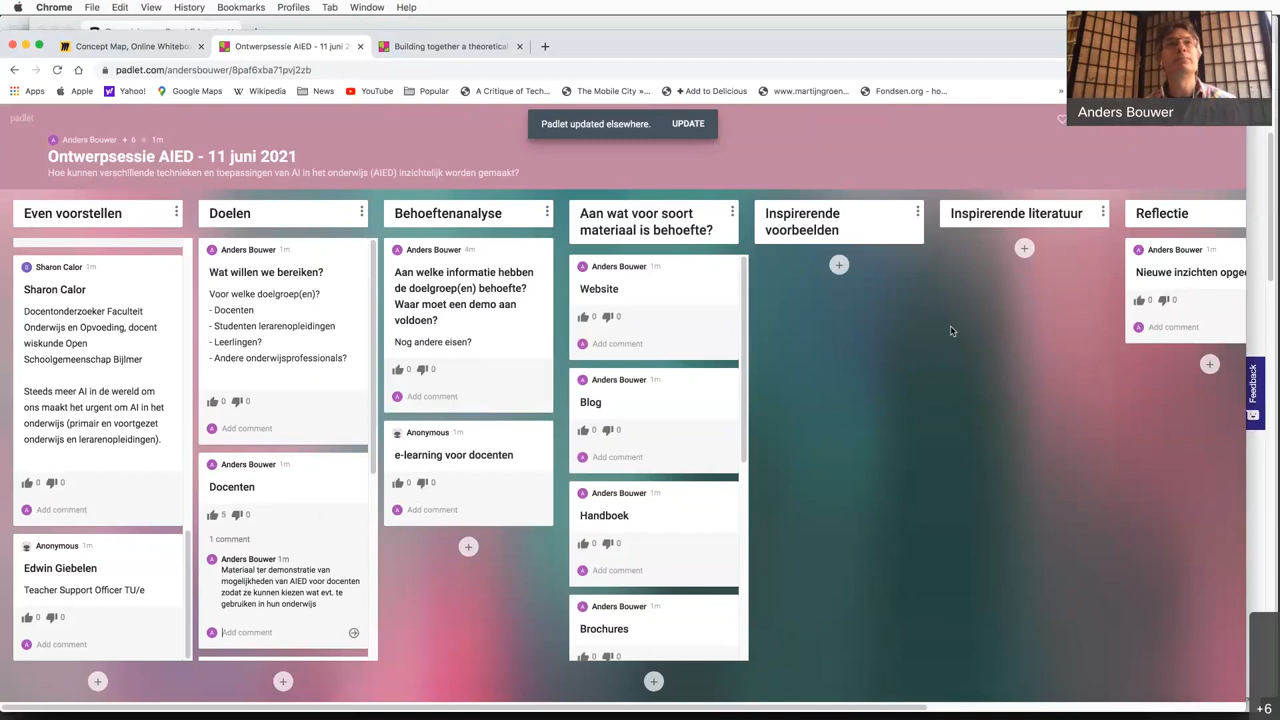 Chrome File Edit View History Bookmarks Profiles Tab Window Help
Concept Map, Online Whitebou
Ontwerpsessie AIED - 11 juni 2
Building together a theoretical
padlet.com/andersbouwer/8paf6xba71pvj2zb
Apps Apple Yahoo! Google Maps Wikipedia News YouTube Popular A Critique of Tech... The Mobile City »... + Add to Delicious www.martijngroen... Fondsen.org - ho... »
Anders Bouwer
padlet
Padlet updated elsewhere. UPDATE
Anders Bouwer + 6 1m
Ontwerpsessie AIED - 11 juni 2021
Hoe kunnen verschillende technieken en toepassingen van AI in het onderwijs (AIED) inzichtelijk worden gemaakt?
Even voorstellen
Sharon Calor 1m
Sharon Calor
Docentonderzoeker Faculteit
Onderwijs en Opvoeding, docent
wiskunde Open
Schoolgemeenschap Bijlmer
Steeds meer AI in de wereld om
ons maakt het urgent om AI in het
onderwijs (primair en voortgezet
onderwijs en lerarenopleidingen).
0 0
Add comment
Anonymous 1m
Edwin Giebelen
Teacher Support Officer TU/e
0 0
Add comment
Doelen
Anders Bouwer 1m
Wat willen we bereiken?
Voor welke doelgroep(en)?
- Docenten
- Studenten lerarenopleidingen
- Leerlingen?
- Andere onderwijsprofessionals?
0 0
Add comment
Anders Bouwer 1m
Docenten
5 0
1 comment
Anders Bouwer 1m
Materiaal ter demonstratie van
mogelijkheden van AIED voor docenten
zodat ze kunnen kiezen wat evt. te
gebruiken in hun onderwijs
Add comment
Behoeftenanalyse
Anders Bouwer 4m
Aan welke informatie hebben
de doelgroep(en) behoefte?
Waar moet een demo aan
voldoen?
Nog andere eisen?
0 0
Add comment
Anonymous 1m
e-learning voor docenten
0 0
Add comment
Aan wat voor soort
materiaal is behoefte?
Anders Bouwer 1m
Website
0 0
Add comment
Anders Bouwer 1m
Blog
0 0
Add comment
Anders Bouwer 1m
Handboek
0 0
Add comment
Anders Bouwer 1m
Brochures
0 0
Inspirerende
voorbeelden
Inspirerende literatuur
Reflectie
Anders Bouwer 1m
Nieuwe inzichten opge
0 0
Add comment
Feedback
+6